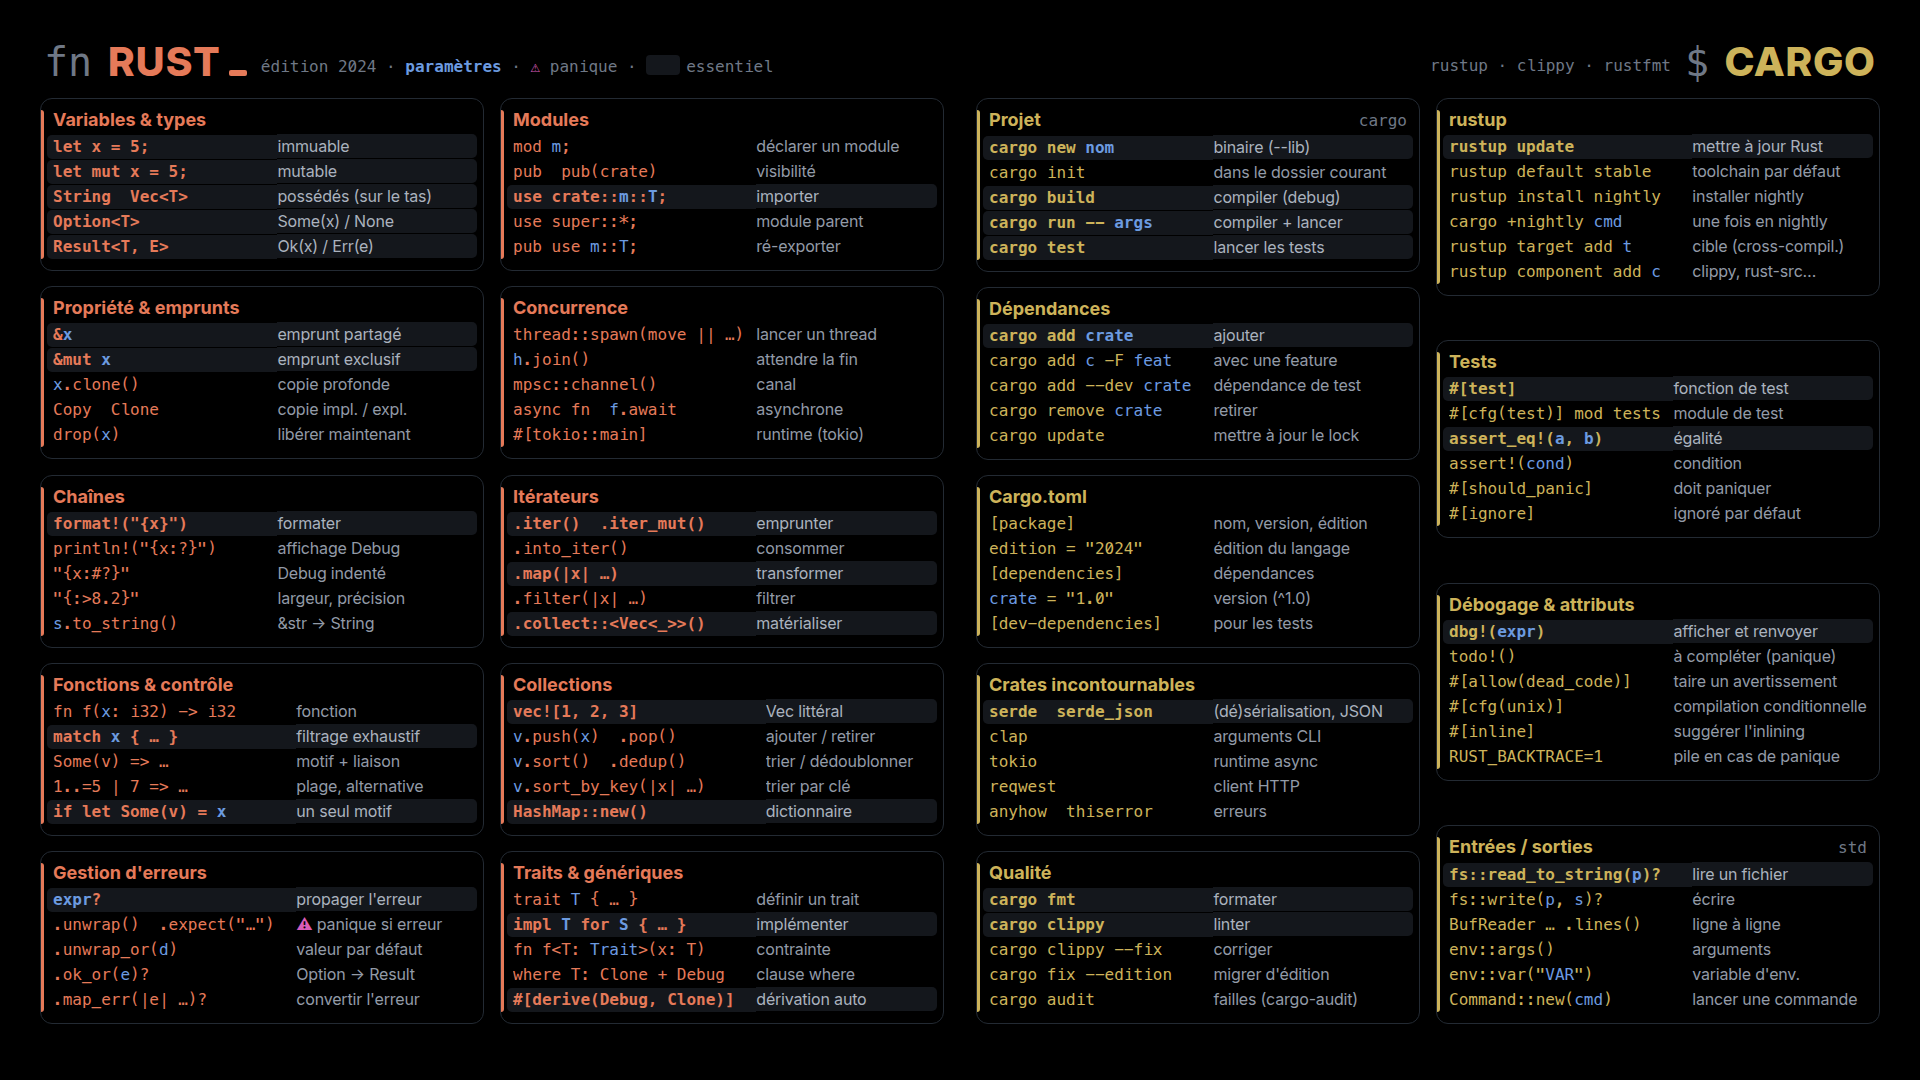 fn RUST_ édition 2024 · paramètres · ⚠ panique · essentiel
rustup · clippy · rustfmt $ CARGO
Variables & types
let x = 5; immuable
let mut x = 5; mutable
String Vec<T> possédés (sur le tas)
Option<T> Some(x) / None
Result<T, E> Ok(x) / Err(e)
Propriété & emprunts
&x emprunt partagé
&mut x emprunt exclusif
x.clone() copie profonde
Copy Clone copie impl. / expl.
drop(x) libérer maintenant
Chaînes
format!("{x}") formater
println!("{x:?}") affichage Debug
"{x:#?}" Debug indenté
"{:>8.2}" largeur, précision
s.to_string() &str → String
Fonctions & contrôle
fn f(x: i32) -> i32 fonction
match x { … } filtrage exhaustif
Some(v) => … motif + liaison
1..=5 | 7 => … plage, alternative
if let Some(v) = x un seul motif
Gestion d'erreurs
expr? propager l'erreur
.unwrap() .expect("…") ⚠ panique si erreur
.unwrap_or(d) valeur par défaut
.ok_or(e)? Option → Result
.map_err(|e| …)? convertir l'erreur
Modules
mod m; déclarer un module
pub pub(crate) visibilité
use crate::m::T; importer
use super::*; module parent
pub use m::T; ré-exporter
Concurrence
thread::spawn(move || …) lancer un thread
h.join() attendre la fin
mpsc::channel() canal
async fn f.await asynchrone
#[tokio::main] runtime (tokio)
Itérateurs
.iter() .iter_mut() emprunter
.into_iter() consommer
.map(|x| …) transformer
.filter(|x| …) filtrer
.collect::<Vec<_>>() matérialiser
Collections
vec![1, 2, 3] Vec littéral
v.push(x) .pop() ajouter / retirer
v.sort() .dedup() trier / dédoublonner
v.sort_by_key(|x| …) trier par clé
HashMap::new() dictionnaire
Traits & génériques
trait T { … } définir un trait
impl T for S { … } implémenter
fn f<T: Trait>(x: T) contrainte
where T: Clone + Debug clause where
#[derive(Debug, Clone)] dérivation auto
Projet cargo
cargo new nom binaire (--lib)
cargo init dans le dossier courant
cargo build compiler (debug)
cargo run -- args compiler + lancer
cargo test lancer les tests
Dépendances
cargo add crate ajouter
cargo add c -F feat avec une feature
cargo add --dev crate dépendance de test
cargo remove crate retirer
cargo update mettre à jour le lock
Cargo.toml
[package] nom, version, édition
edition = "2024" édition du langage
[dependencies] dépendances
crate = "1.0" version (^1.0)
[dev-dependencies] pour les tests
Crates incontournables
serde serde_json (dé)sérialisation, JSON
clap arguments CLI
tokio runtime async
reqwest client HTTP
anyhow thiserror erreurs
Qualité
cargo fmt formater
cargo clippy linter
cargo clippy --fix corriger
cargo fix --edition migrer d'édition
cargo audit failles (cargo-audit)
rustup
rustup update mettre à jour Rust
rustup default stable toolchain par défaut
rustup install nightly installer nightly
cargo +nightly cmd une fois en nightly
rustup target add t cible (cross-compil.)
rustup component add c clippy, rust-src…
Tests
#[test] fonction de test
#[cfg(test)] mod tests module de test
assert_eq!(a, b) égalité
assert!(cond) condition
#[should_panic] doit paniquer
#[ignore] ignoré par défaut
Débogage & attributs
dbg!(expr) afficher et renvoyer
todo!() à compléter (panique)
#[allow(dead_code)] taire un avertissement
#[cfg(unix)] compilation conditionnelle
#[inline] suggérer l'inlining
RUST_BACKTRACE=1 pile en cas de panique
Entrées / sorties std
fs::read_to_string(p)? lire un fichier
fs::write(p, s)? écrire
BufReader … .lines() ligne à ligne
env::args() arguments
env::var("VAR") variable d'env.
Command::new(cmd) lancer une commande